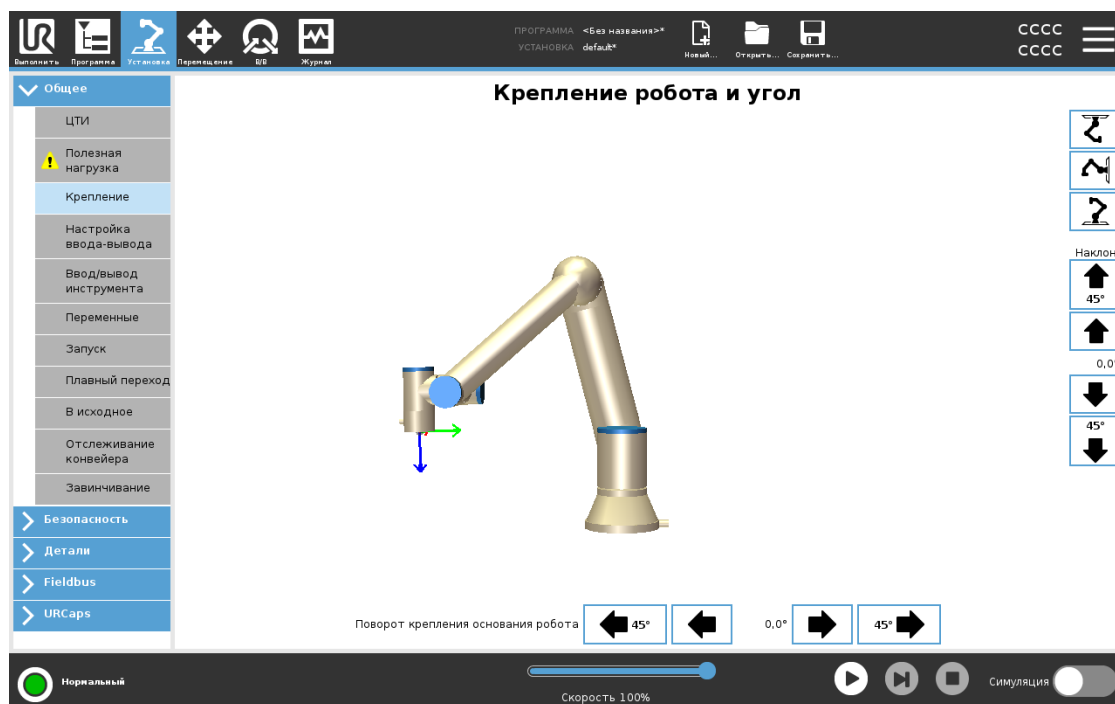 ПРОГРАММА <Без названия>*
УСТАНОВКА default*
CCCC
CCCC
Выполнить Программа Установка Перемещение В/В Журнал
Новый... Открыть... Сохранить...
Общее
ЦТИ
Полезная
нагрузка
Крепление
Настройка
ввода-вывода
Ввод/вывод
инструмента
Переменные
Запуск
Плавный переход
В исходное
Отслеживание
конвейера
Завинчивание
Безопасность
Детали
Fieldbus
URCaps
Крепление робота и угол
Наклон
45°
0,0°
45°
Поворот крепления основания робота 45° 0,0° 45°
Нормальный
Скорость 100%
Симуляция